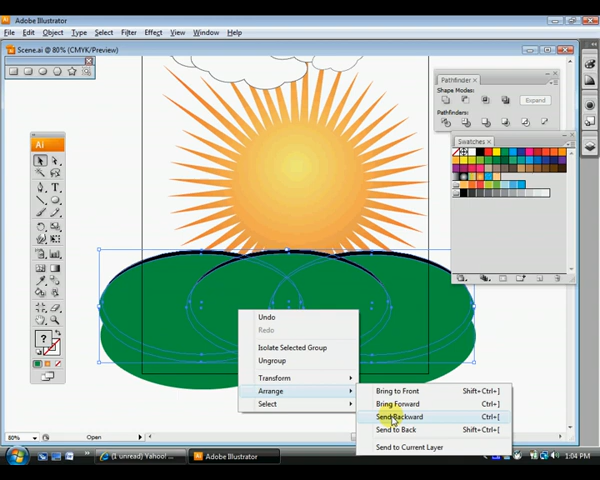 Adobe Illustrator
File Edit Object Type Select Filter Effect View Window Help
Scene.ai @ 80% (CMYK/Preview)
Pathfinder
Shape Modes:
Expand
Pathfinders:
Swatches
Ai
Undo
Redo
Isolate Selected Group
Ungroup
Transform
Arrange
Select
Bring to Front Shift+Ctrl+]
Bring Forward Ctrl+]
Send Backward Ctrl+[
Send to Back Shift+Ctrl+[
Send to Current Layer
80% Open
Start
(1 unread) Yahoo! ...
Adobe Illustrator
1:04 PM